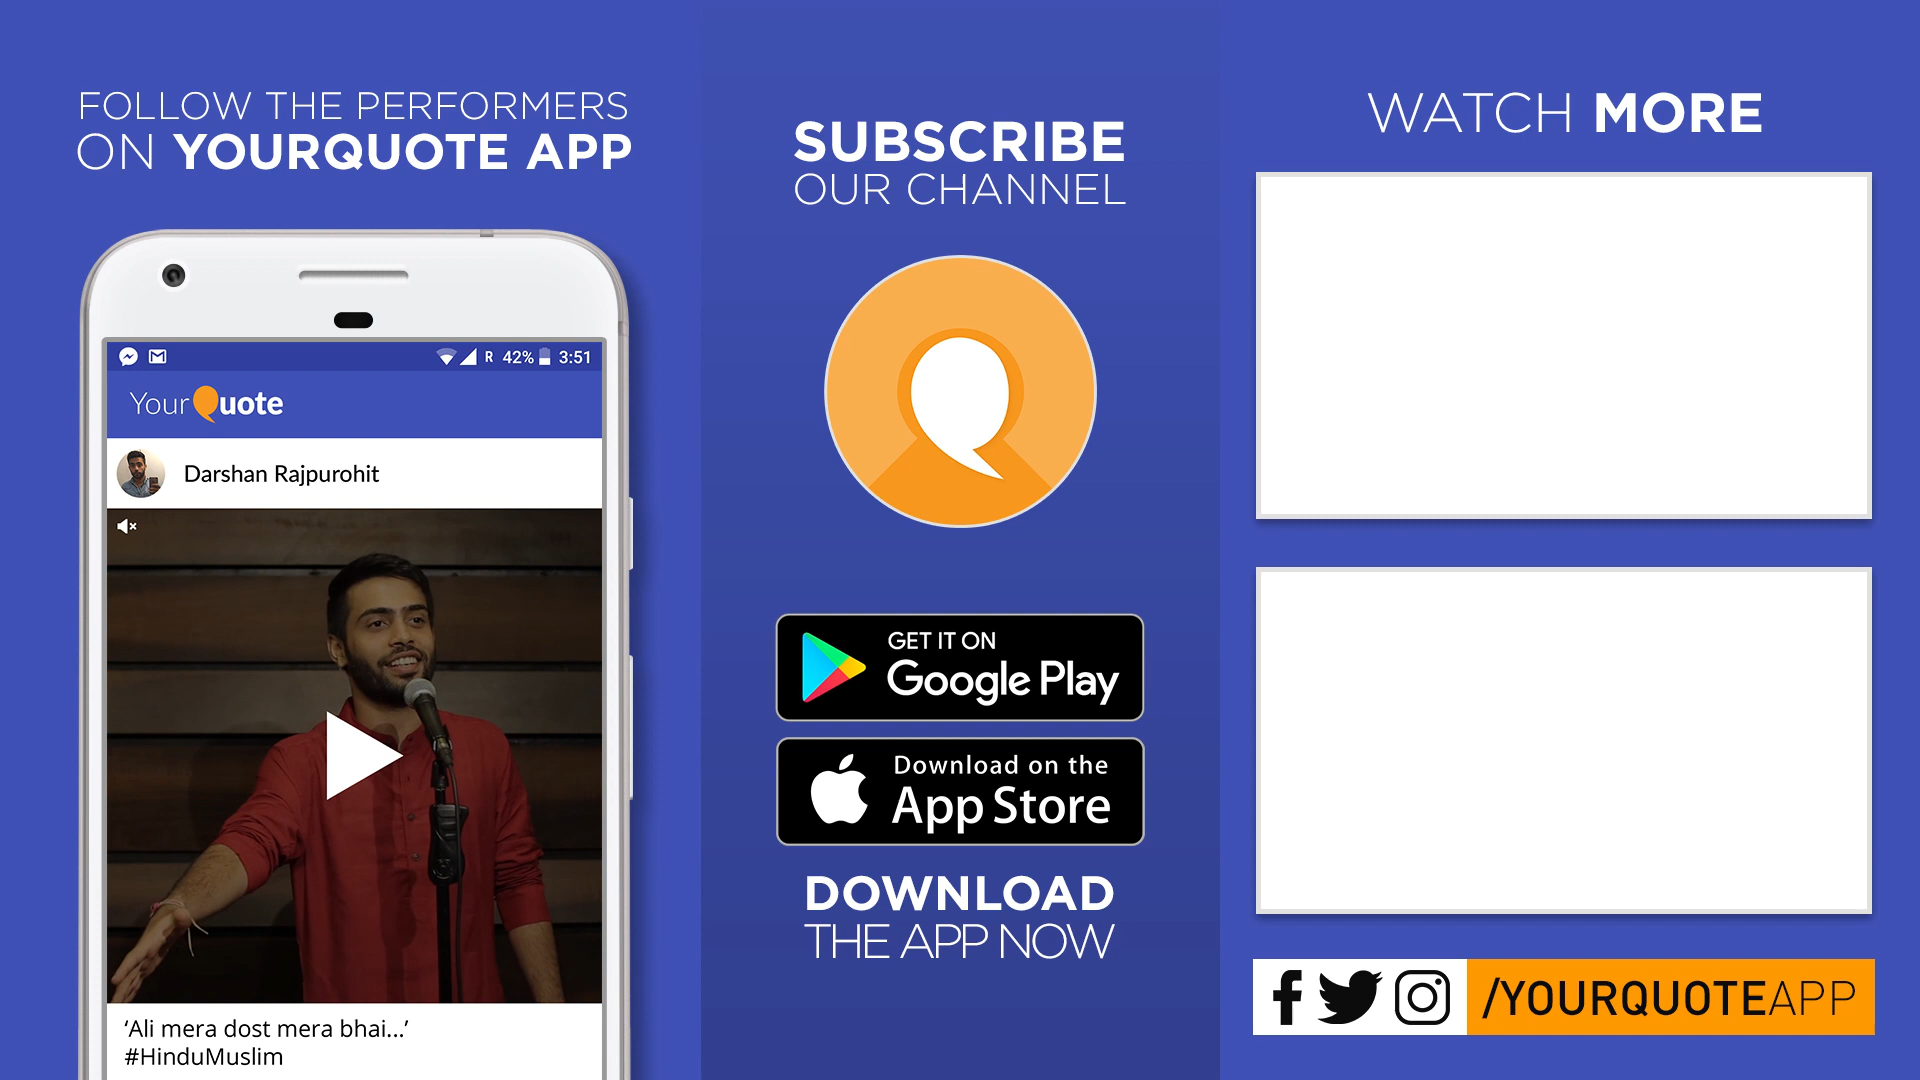 FOLLOW THE PERFORMERS
ON YOURQUOTE APP
R 42% 3:51
YourQuote
Darshan Rajpurohit
‘Ali mera dost mera bhai...’
#HinduMuslim
SUBSCRIBE
OUR CHANNEL
GET IT ON
Google Play
Download on the
App Store
DOWNLOAD
THE APP NOW
WATCH MORE
/YOURQUOTEAPP